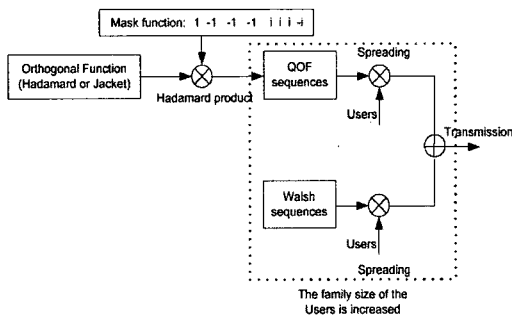 Mask function: 1 -1 -1 -1 i i i -i
Orthogonal Function
(Hadamard or Jacket)
Hadamard product
QOF
sequences
Spreading
Users
Transmission
Walsh
sequences
Users
Spreading
The family size of the
Users is increased